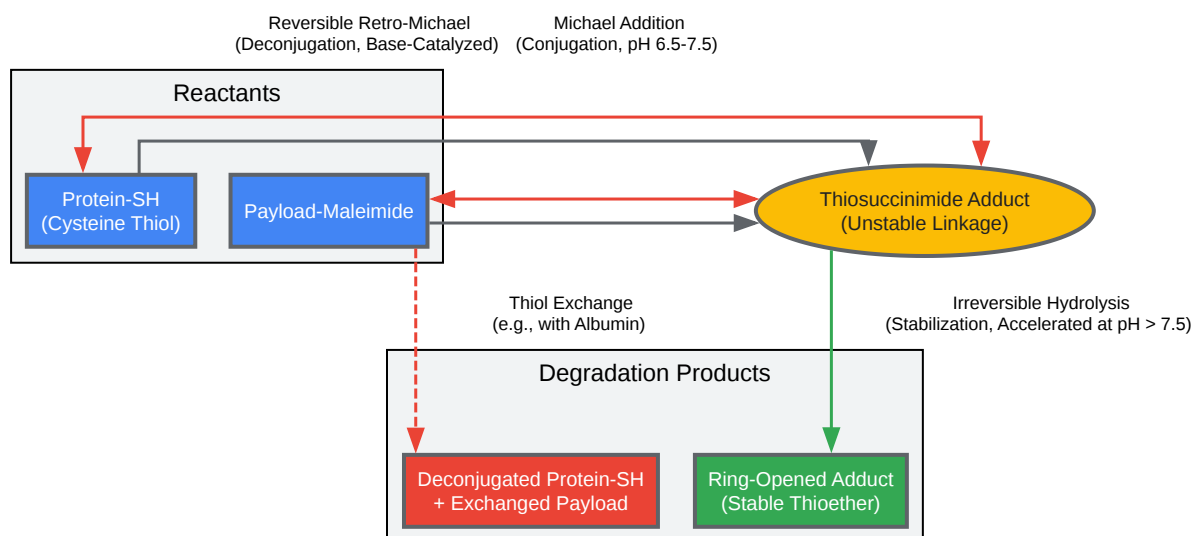 Reversible Retro-Michael
(Deconjugation, Base-Catalyzed)
Michael Addition
(Conjugation, pH 6.5-7.5)
Reactants
Protein-SH
(Cysteine Thiol)
Payload-Maleimide
Thiosuccinimide Adduct
(Unstable Linkage)
Thiol Exchange
(e.g., with Albumin)
Irreversible Hydrolysis
(Stabilization, Accelerated at pH > 7.5)
Degradation Products
Deconjugated Protein-SH
+ Exchanged Payload
Ring-Opened Adduct
(Stable Thioether)